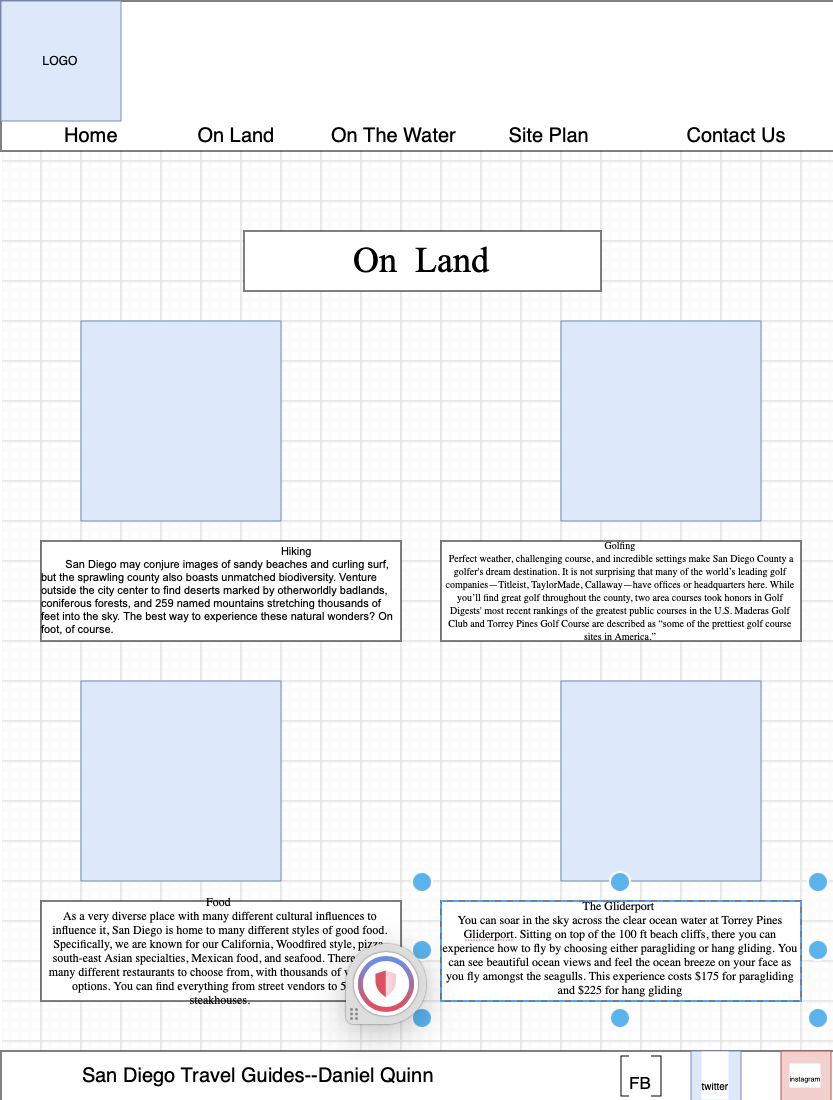 LOGO
Home On Land On The Water Site Plan Contact Us
On Land
Hiking
San Diego may conjure images of sandy beaches and curling surf,
but the sprawling county also boasts unmatched biodiversity. Venture
outside the city center to find deserts marked by otherworldly badlands,
coniferous forests, and 259 named mountains stretching thousands of
feet into the sky. The best way to experience these natural wonders? On
foot, of course.
Golfing
Perfect weather, challenging course, and incredible settings make San Diego County a
golfer's dream destination. It is not surprising that many of the world’s leading golf
companies—Titleist, TaylorMade, Callaway—have offices or headquarters here. While
you’ll find great golf throughout the county, two area courses took honors in Golf
Digests' most recent rankings of the greatest public courses in the U.S. Maderas Golf
Club and Torrey Pines Golf Course are described as “some of the prettiest golf course
sites in America.”
Food
As a very diverse place with many different cultural influences to
influence it, San Diego is home to many different styles of good food.
Specifically, we are known for our California, Woodfired style, pizza,
south-east Asian specialties, Mexican food, and seafood.
many different restaurants to choose from, with thousands of
options. You can find everything from street vendors to
steakhouses.
The Gliderport
You can soar in the sky across the clear ocean water at Torrey Pines
Gliderport. Sitting on top of the 100 ft beach cliffs, there you can
experience how to fly by choosing either paragliding or hang gliding. You
can see beautiful ocean views and feel the ocean breeze on your face as
you fly amongst the seagulls. This experience costs $175 for paragliding
and $225 for hang gliding
San Diego Travel Guides--Daniel Quinn
FB
twitter
instagram